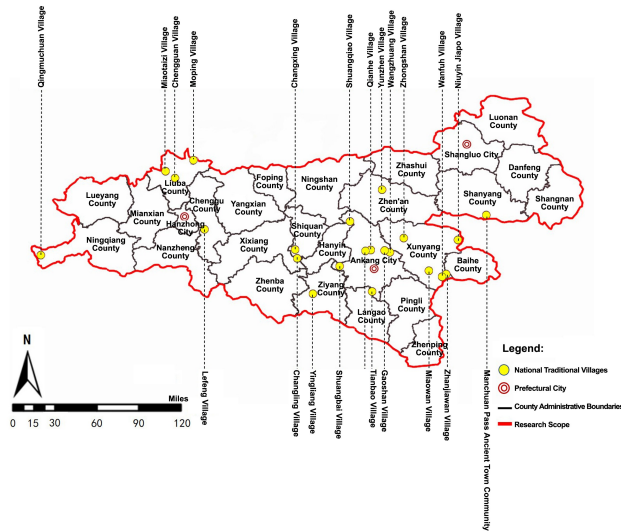 Qingmuchuan Village
Miaotaizi Village
Chengguan Village
Moping Village
Changxing Village
Shuangqiao Village
Qianhe Village
Yunzhen Village
Wangzhuang Village
Zhongshan Village
Wanfuh Village
Niuyin Jiapo Village
Luonan
County
Shangluo City
Danfeng
County
Shangnan
County
Shanyang
County
Zhashui
County
Zhen'an
County
Ningshan
County
Foping
County
Liuba
County
Chenggu
County
Yangxian
County
Lueyang
County
Mianxian
County
Hanzhong
City
Ningqiang
County
Nanzheng
County
Xixiang
County
Shiquan
County
Hanyin
County
Ankang City
Xunyang
County
Baihe
County
Zhenba
County
Ziyang
County
Langao
County
Pingli
County
Zhenping
County
N
Miles
0 15 30 60 120
Legend:
National Traditional Villages
Prefectural City
County Administrative Boundaries
Research Scope
Lefeng Village
Changling Village
Yingliang Village
Shuangbai Village
Tianbao Village
Gaoshan Village
Miaowan Village
Zhanjiawan Village
Manchuan Pass Ancient Town Community